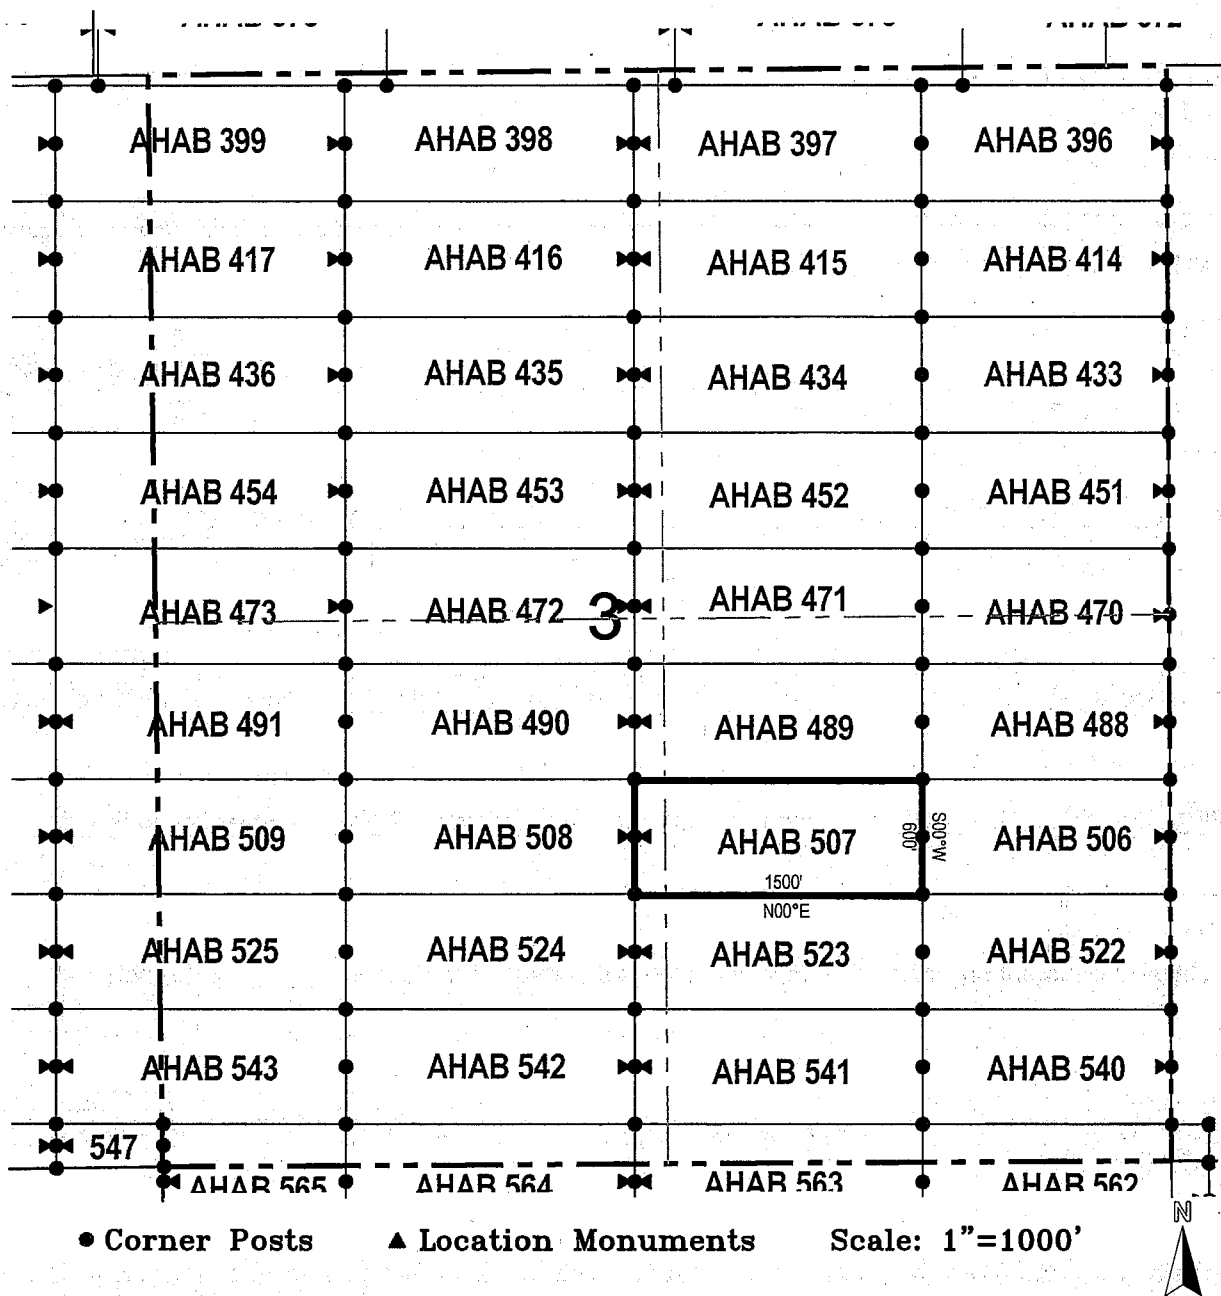 AHAB 399 AHAB 398 AHAB 397 AHAB 396
AHAB 417 AHAB 416 AHAB 415 AHAB 414
AHAB 436 AHAB 435 AHAB 434 AHAB 433
AHAB 454 AHAB 453 AHAB 452 AHAB 451
AHAB 473 AHAB 472 3 AHAB 471 AHAB 470
AHAB 491 AHAB 490 AHAB 489 AHAB 488
AHAB 509 AHAB 508 AHAB 507 600' S00°W AHAB 506
1500'
N00°E
AHAB 525 AHAB 524 AHAB 523 AHAB 522
AHAB 543 AHAB 542 AHAB 541 AHAB 540
547
AHAB 565 AHAB 564 AHAB 563 AHAB 562
N
Corner Posts Location Monuments Scale: 1"=1000'